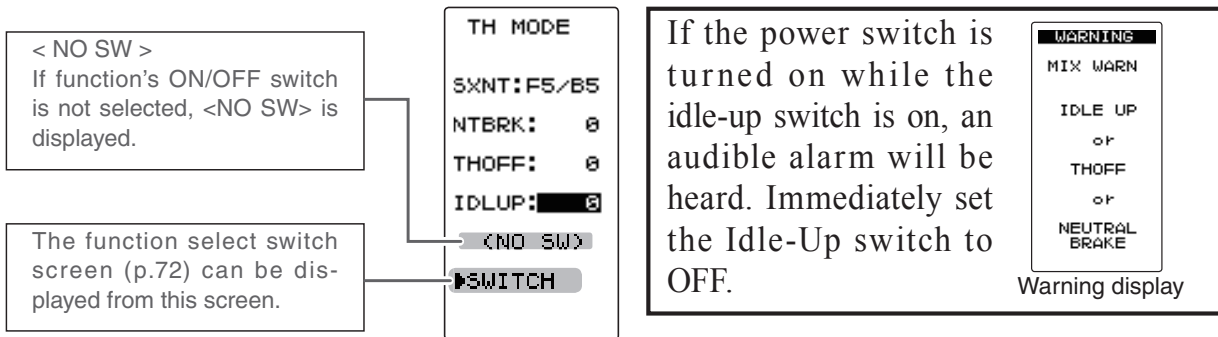 < NO SW >
If function's ON/OFF switch
is not selected, <NO SW> is
displayed.
The function select switch
screen (p.72) can be dis-
played from this screen.
TH MODE
SXNT:F5/B5
NTBRK: 0
THOFF: 0
IDLUP: 0
(NO SW)
▶SWITCH
If the power switch is
turned on while the
idle-up switch is on, an
audible alarm will be
heard. Immediately set
the Idle-Up switch to
OFF.
WARNING
MIX WARN
IDLE UP
or
THOFF
or
NEUTRAL
BRAKE
Warning display